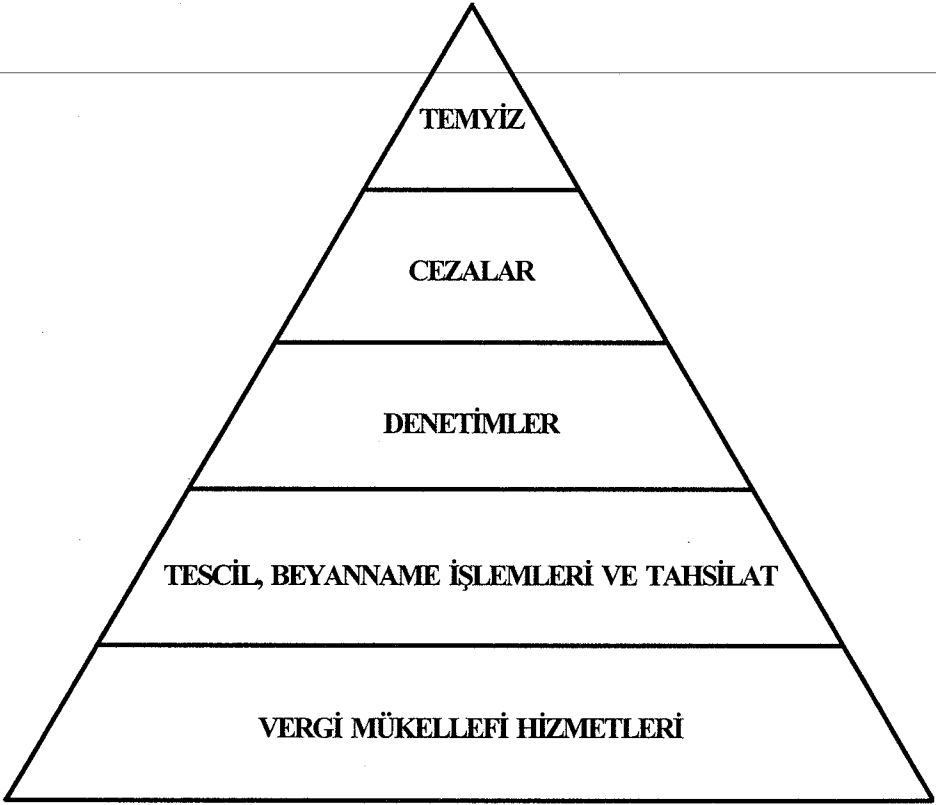 TEMYİZ
CEZALAR
DENETİMLER
TESCİL, BEYANNAME İŞLEMLERİ VE TAHSİLAT
VERGİ MÜKELLEFİ HİZMETLERİ